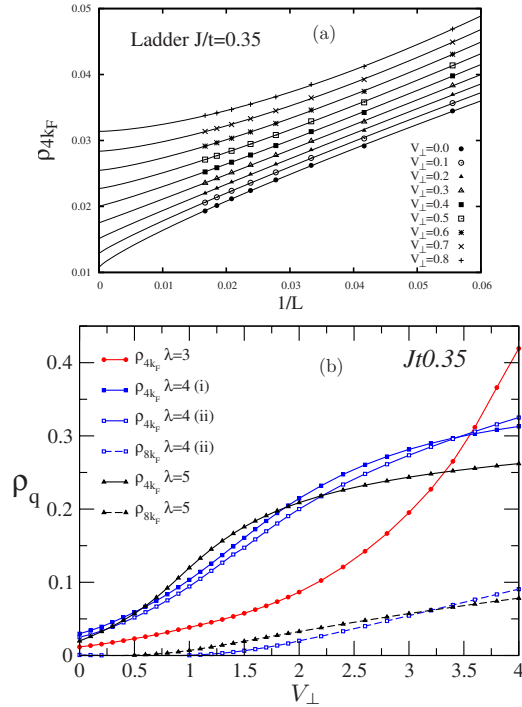 Ladder J/t=0.35
(a)
0.05
0.04
0.03
0.02
0.01
ρ4kF
V⊥=0.0
V⊥=0.1
V⊥=0.2
V⊥=0.3
V⊥=0.4
V⊥=0.5
V⊥=0.6
V⊥=0.7
V⊥=0.8
0 0.01 0.02 0.03 0.04 0.05 0.06
1/L
(b)
Jt0.35
ρ4kF λ=3
ρ4kF λ=4 (i)
ρ4kF λ=4 (ii)
ρ8kF λ=4 (ii)
ρ4kF λ=5
ρ8kF λ=5
0.4
0.3
0.2
0.1
0
ρq
0 0.5 1 1.5 2 2.5 3 3.5 4
V⊥